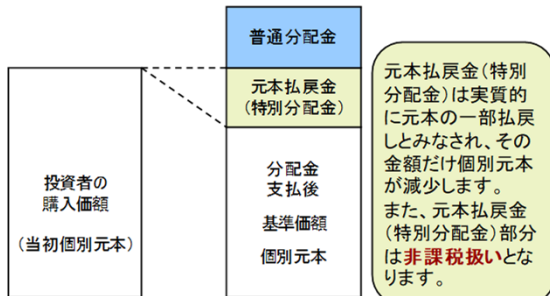 普通分配金
元本払戻金
(特別分配金)
投資者の
購入価額
(当初個別元本)
分配金
支払後
基準価額
個別元本
元本払戻金(特別
分配金)は実質的
に元本の一部払戻
しとみなされ、その
金額だけ個別元本
が減少します。
また、元本払戻金
(特別分配金)部分
は非課税扱いとな
ります。